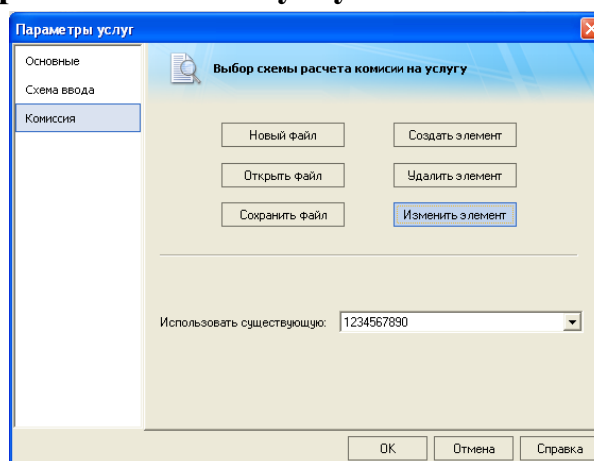 Параметры услуг
Основные
Схема ввода
Комиссия
Выбор схемы расчета комисии на услугу
Новый файл
Создать элемент
Открыть файл
Удалить элемент
Сохранить файл
Изменить элемент
Использовать существующую: 1234567890
OK
Отмена
Справка